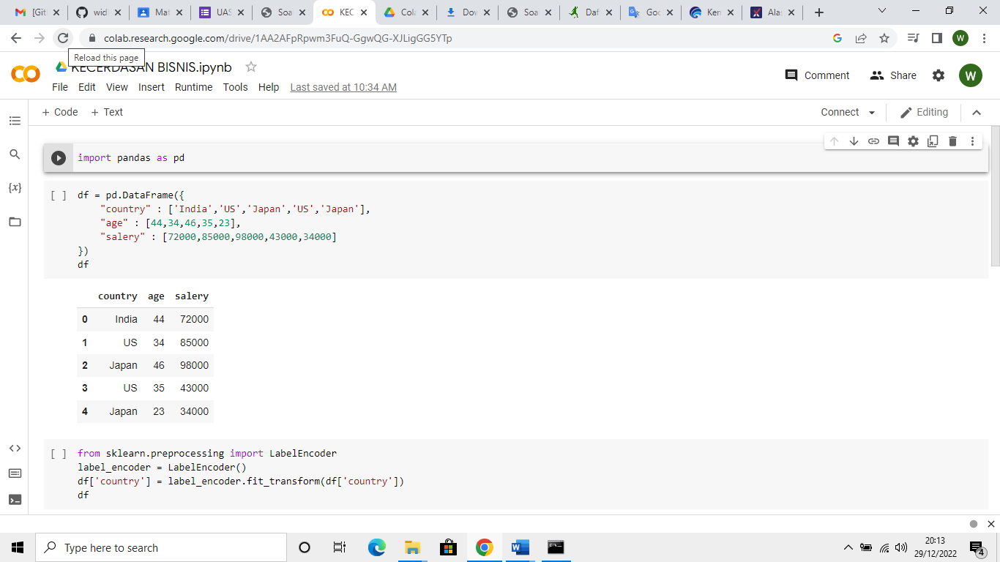 [Git
widl
Mat
UAS
Soa
KEC
Cola
Dov
Soa
Daf
Goo
Ken
Alas
colab.research.google.com/drive/1AA2AFpRpwm3FuQ-GgwQG-XJLigGG5YTp
W
Reload this page
KECERDASAN BISNIS.ipynb
Comment
Share
W
File Edit View Insert Runtime Tools Help Last saved at 10:34 AM
+ Code + Text
Connect
Editing
import pandas as pd
[ ] df = pd.DataFrame({
"country" : ['India','US','Japan','US','Japan'],
"age" : [44,34,46,35,23],
"salery" : [72000,85000,98000,43000,34000]
})
df
country age salery
0 India 44 72000
1 US 34 85000
2 Japan 46 98000
3 US 35 43000
4 Japan 23 34000
[ ] from sklearn.preprocessing import LabelEncoder
label_encoder = LabelEncoder()
df['country'] = label_encoder.fit_transform(df['country'])
df
Type here to search
20:13
29/12/2022
4